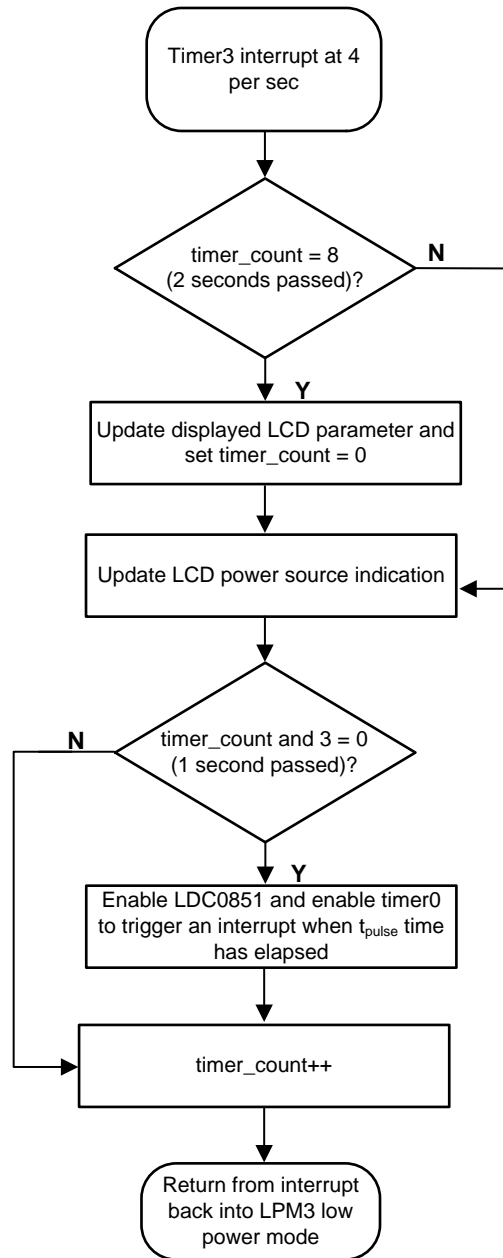 Timer3 interrupt at 4
per sec
timer_count = 8
(2 seconds passed)?
N
Y
Update displayed LCD parameter and
set timer_count = 0
Update LCD power source indication
N
timer_count and 3 = 0
(1 second passed)?
Y
Enable LDC0851 and enable timer0
to trigger an interrupt when tpulse time
has elapsed
timer_count++
Return from interrupt
back into LPM3 low
power mode